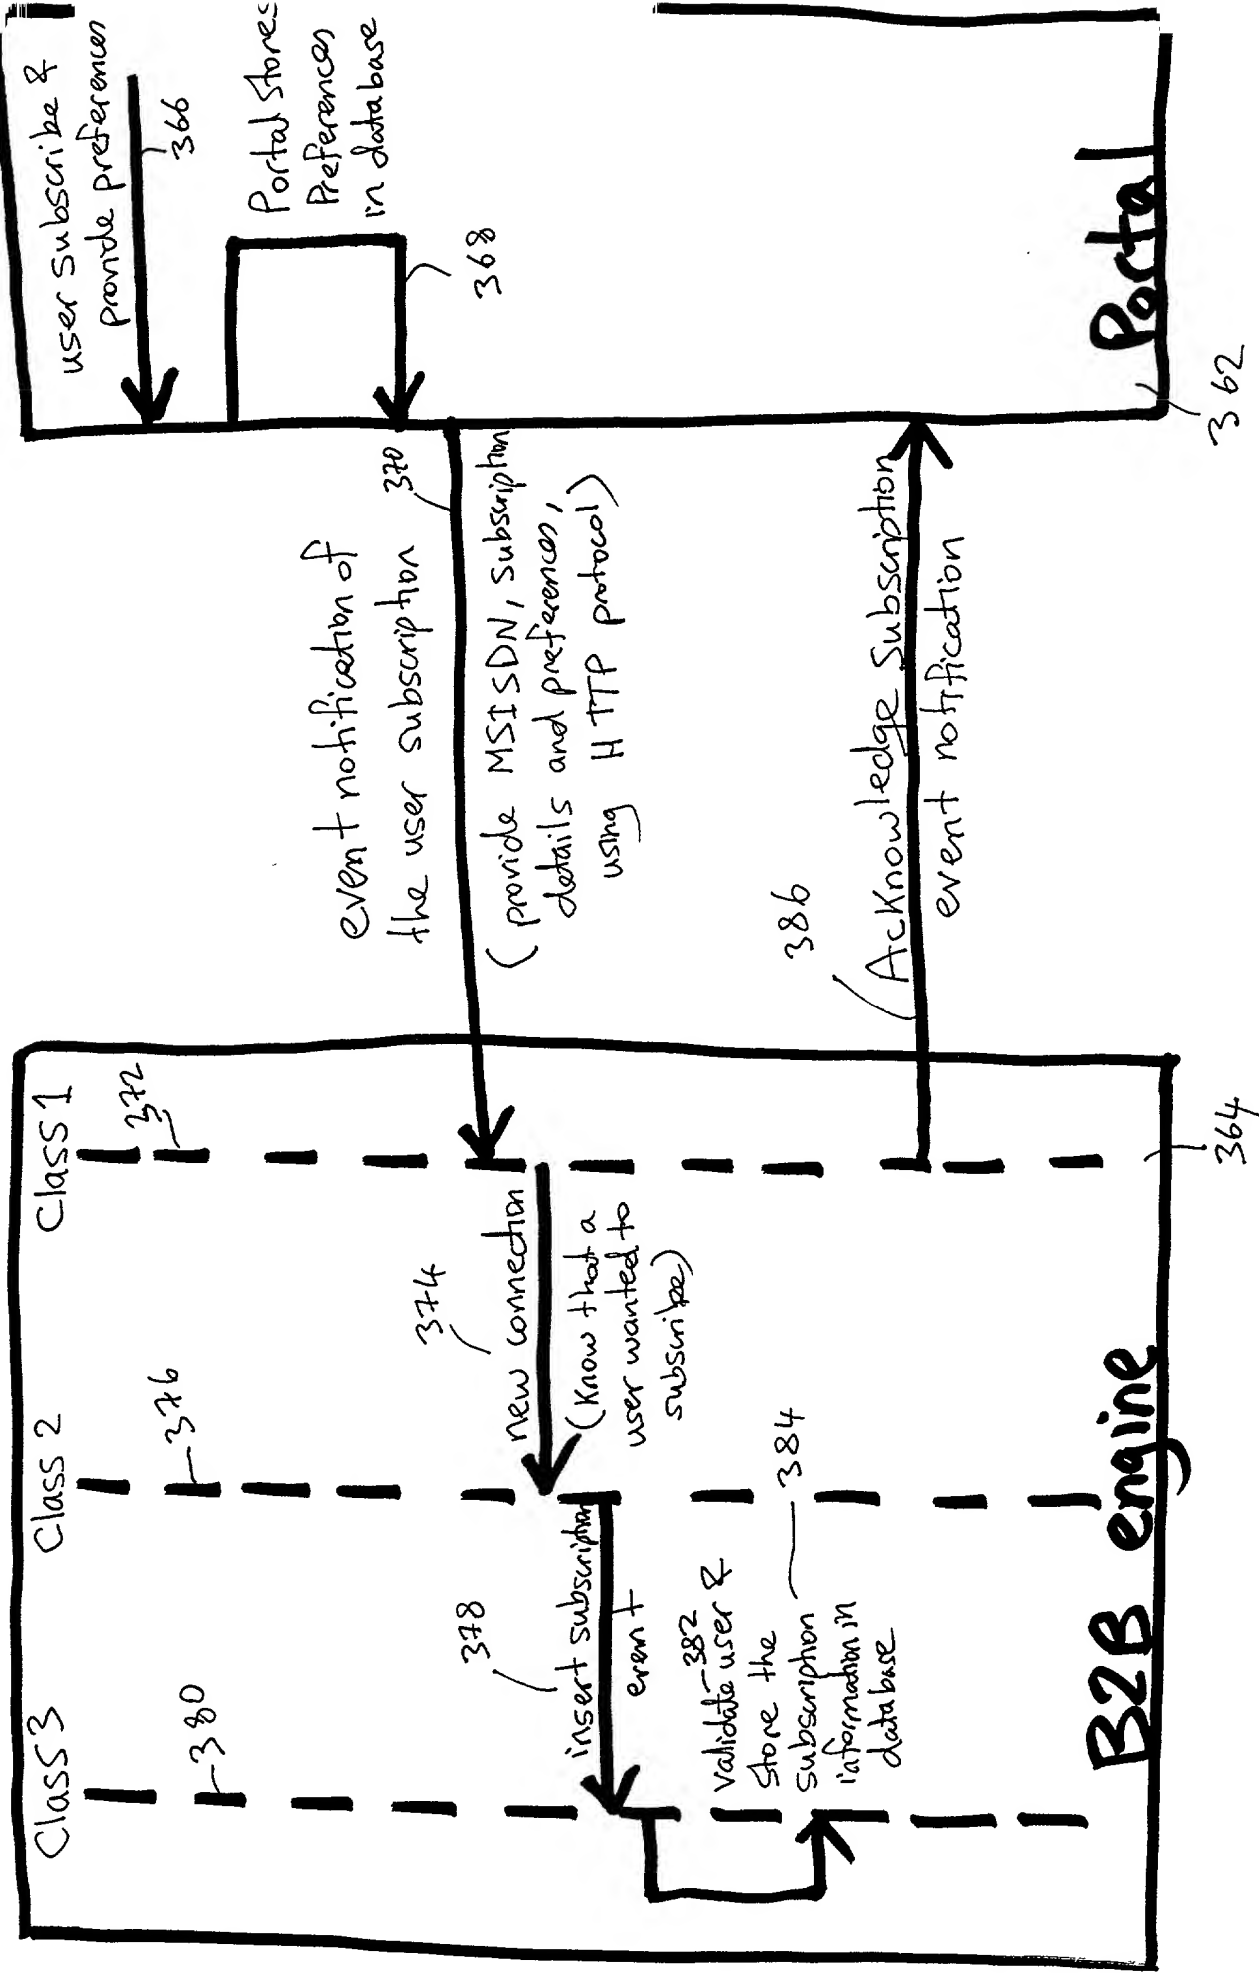 Class 3
380
Class 2
376
Class 1
372
378
insert subscription
event
382
validate user &
Store the
subscription
information in
database
384
374
new connection
(Know that a
user wanted to
subscribe)
event notification of
the user subscription
370
(provide MSISDN, subscription
details and preferences,
using HTTP protocol)
386
Acknowledge Subscription
event notification
user subscribe &
provide preferences
366
Portal Stores
Preferences
in database
368
B2B engine
364
Portal
362